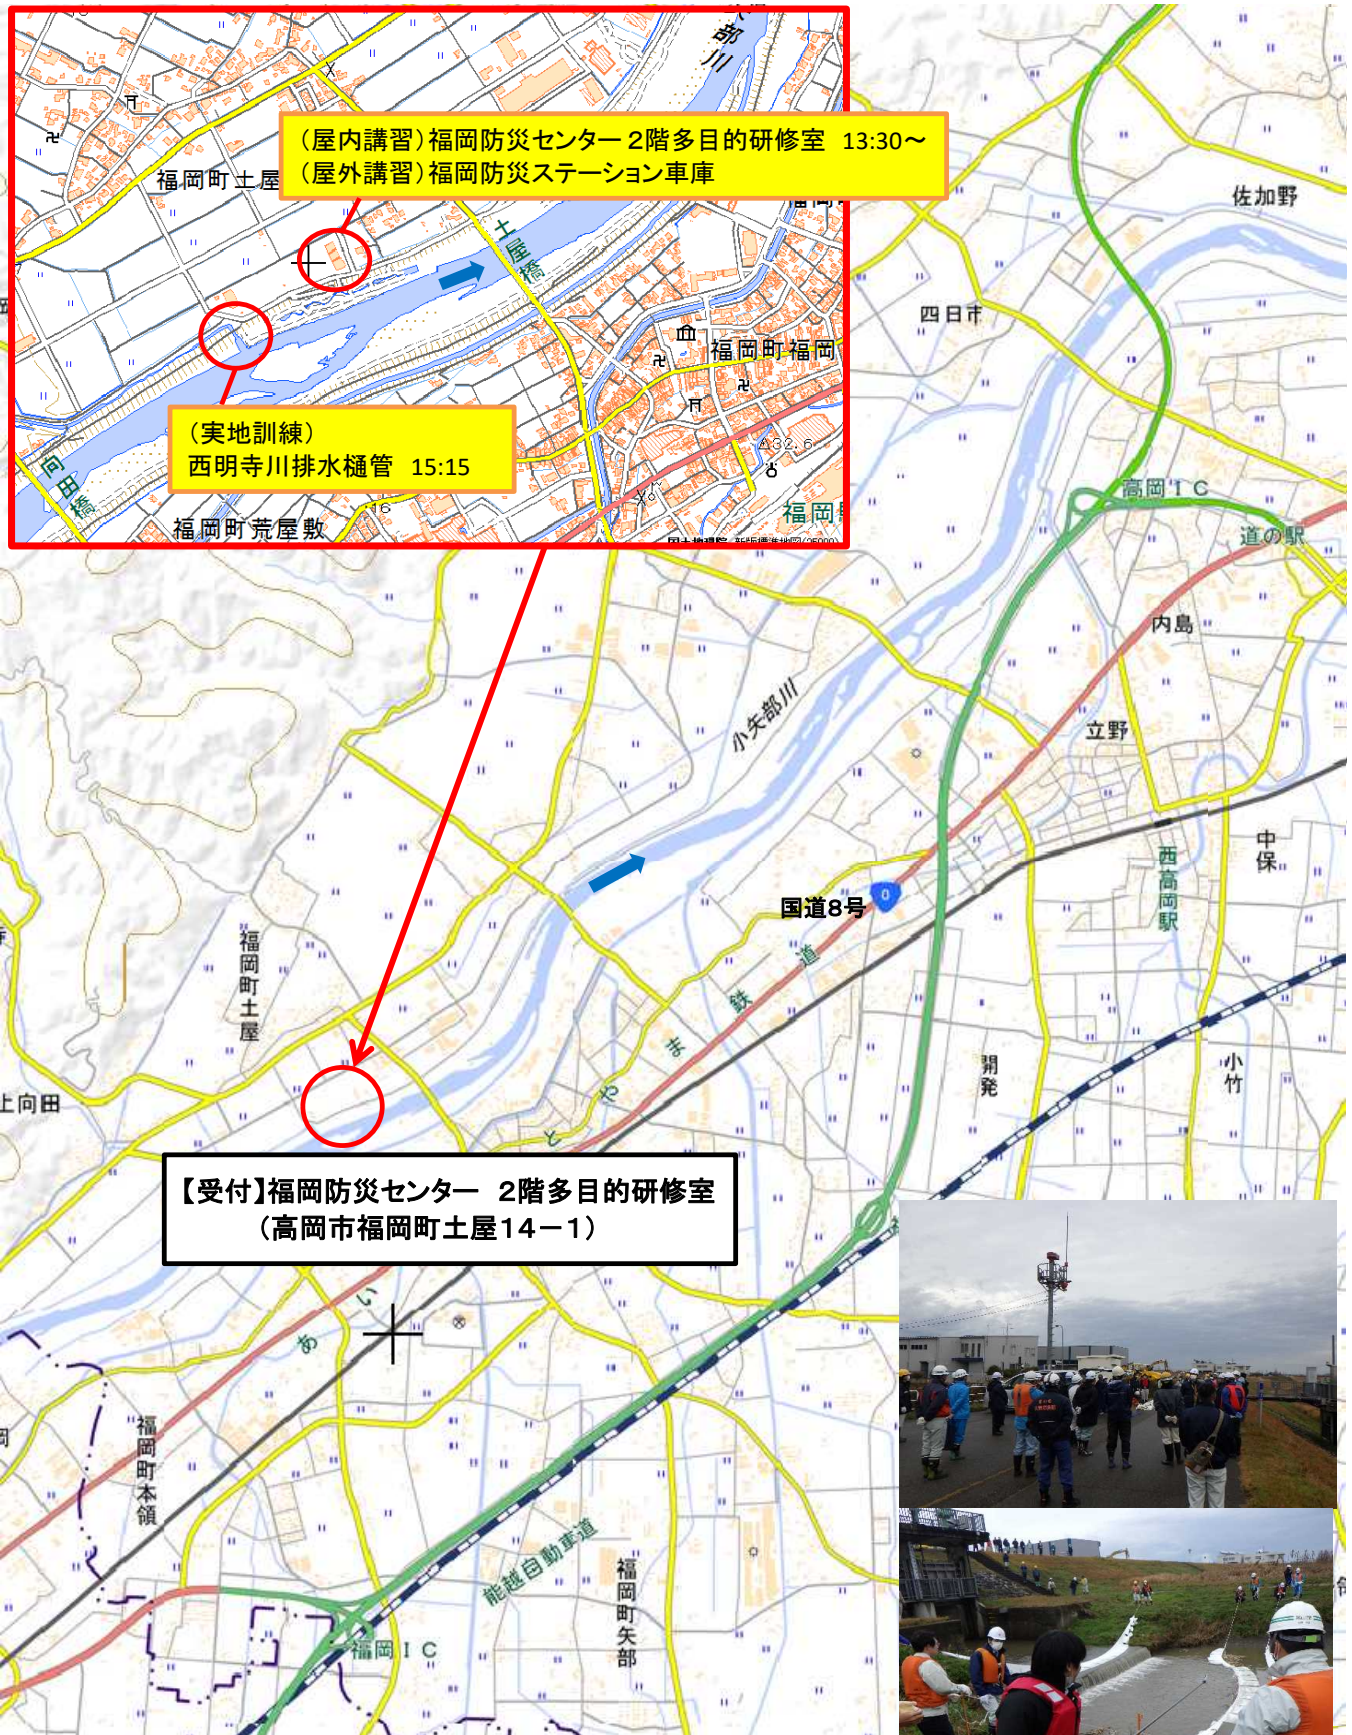 部川
(屋内講習)福岡防災センター2階多目的研修室 13:30～
(屋外講習)福岡防災ステーション車庫
福岡町土屋
土屋橋
福岡町福岡
32.6
(実地訓練)
西明寺川排水樋管 15:15
向田橋
16
福岡町荒屋敷
福岡
佐加野
四日市
高岡IC
道の駅
内島
小矢部川
立野
中保
西高岡駅
国道8号
0
福岡町土屋
あいとやま鉄道
開発
小竹
上向田
【受付】福岡防災センター 2階多目的研修室
(高岡市福岡町土屋14－1)
福岡町本領
能越自動車道
福岡町矢部
福岡IC